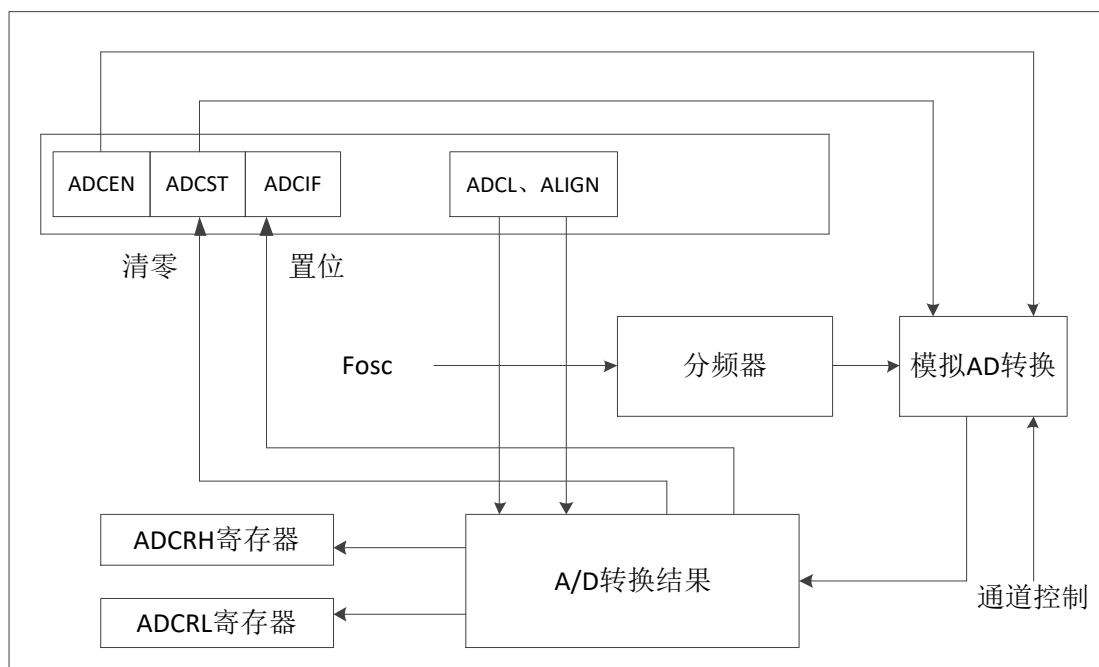 ADCEN
ADCST
ADCIF
ADCL、ALIGN
清零
置位
Fosc
分频器
模拟AD转换
ADCRH寄存器
A/D转换结果
通道控制
ADCRL寄存器